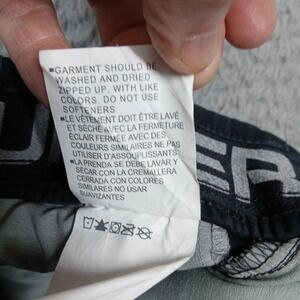 ▪GARMENT SHOULD BE
WASHED AND DRIED
ZIPPED UP. WITH LIKE
COLORS. DO NOT USE
SOFTENERS
▪LE VÊTEMENT DOIT ÊTRE LAVÉ
ET SÉCHÉ AVEC LA FERMETURE
ÉCLAIR FERMÉE AVEC DES
COULEURS SIMILAIRES NE PAS
UTILISER D'ASSOUPLISSANTS
▪LA PRENDA SE DEBE LAVAR Y
SECAR CON LA CREMALLERA
CERRADA CON COLORES
SIMILARES NO USAR
SUAVIZANTES